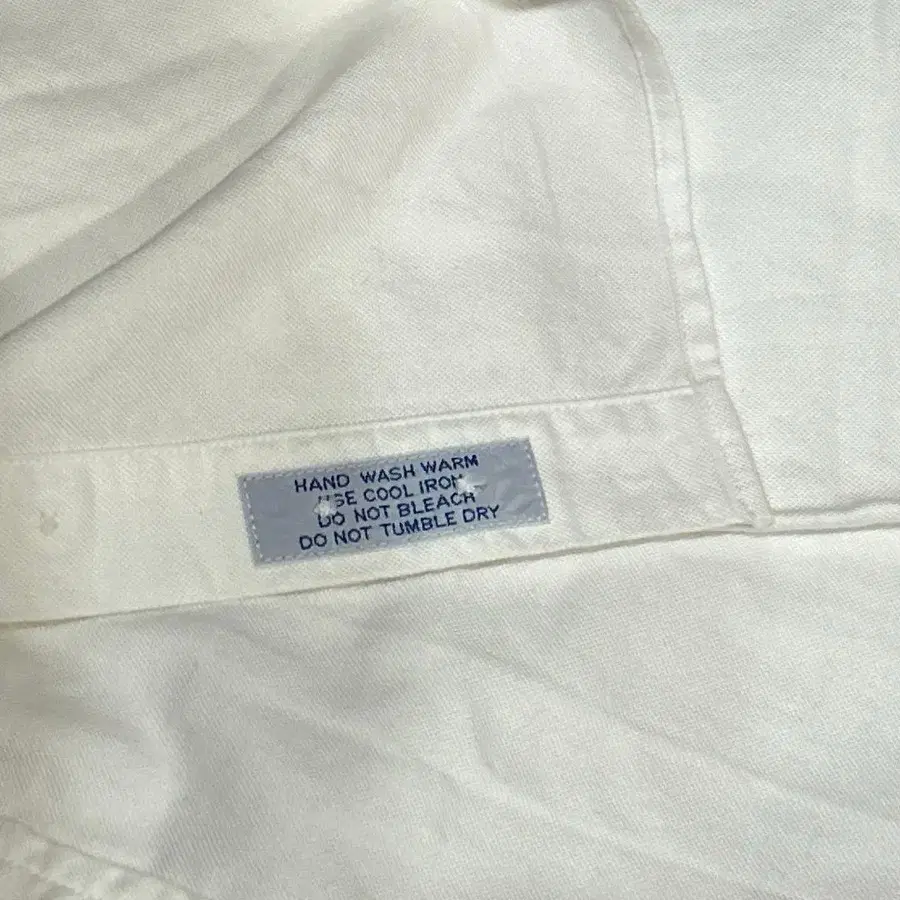 HAND WASH WARM
USE COOL IRON
DO NOT BLEACH
DO NOT TUMBLE DRY